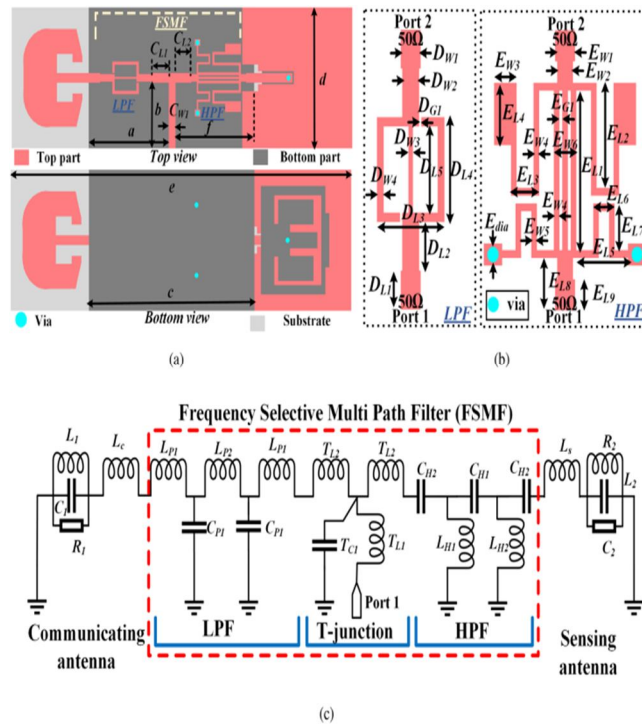 FSMF
C_L1
C_L2
LPF
b
C_W1
HPF
a
f
d
Top part
Top view
Bottom part
e
c
Via
Bottom view
Substrate
(a)
Port 2
50Ω
D_W1
D_W2
D_G1
D_W3
D_W4
D_L5
D_L4
D_L3
D_L2
D_L1
50Ω
Port 1
LPF
Port 2
50Ω
E_W1
E_W3
E_W2
E_L4
E_G1
E_L2
E_W4
E_W6
E_L1
E_L3
E_L6
E_W4
E_dia
E_W5
E_L7
E_L5
E_L8
E_L9
via
50Ω
Port 1
HPF
(b)
Frequency Selective Multi Path Filter (FSMF)
L_1
L_c
L_P1
L_P2
L_P1
T_L2
T_L2
C_H2
C_H1
C_H2
L_s
R_2
L_2
C_1
R_1
C_P1
C_P1
T_C1
T_L1
L_H1
L_H2
C_2
Port 1
Communicating
antenna
LPF
T-junction
HPF
Sensing
antenna
(c)